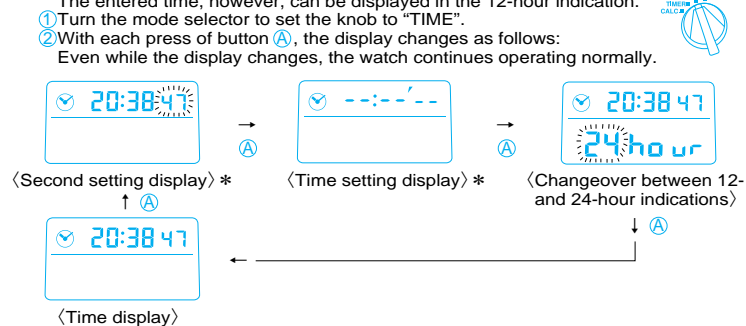 The entered time, however, can be displayed in the 12-hour indication.
①Turn the mode selector to set the knob to “TIME”.
②With each press of button Ⓐ, the display changes as follows:
Even while the display changes, the watch continues operating normally.
TIMER
CALC.
20:38 47
→
Ⓐ
--:--′--
→
Ⓐ
20:38 47
24 hour
〈Second setting display〉*
〈Time setting display〉*
〈Changeover between 12-
and 24-hour indications〉
↑ Ⓐ
↓ Ⓐ
20:38 47
←
〈Time display〉